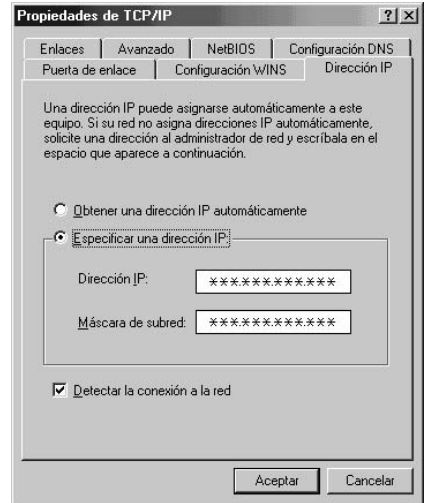 Propiedades de TCP/IP
Enlaces Avanzado NetBIOS Configuración DNS
Puerta de enlace Configuración WINS Dirección IP
Una dirección IP puede asignarse automáticamente a este
equipo. Si su red no asigna direcciones IP automáticamente,
solicite una dirección al administrador de red y escríbala en el
espacio que aparece a continuación.
Obtener una dirección IP automáticamente
Especificar una dirección IP:
Dirección IP: ***.***.***.***
Máscara de subred: ***.***.***.***
Detectar la conexión a la red
Aceptar Cancelar